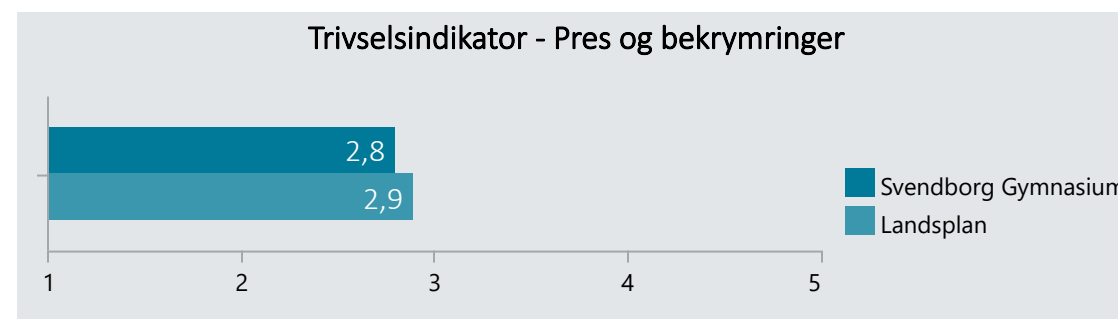 Trivselsindikator - Pres og bekrymringer
2,8
2,9
Svendborg Gymnasium
Landsplan
1 2 3 4 5